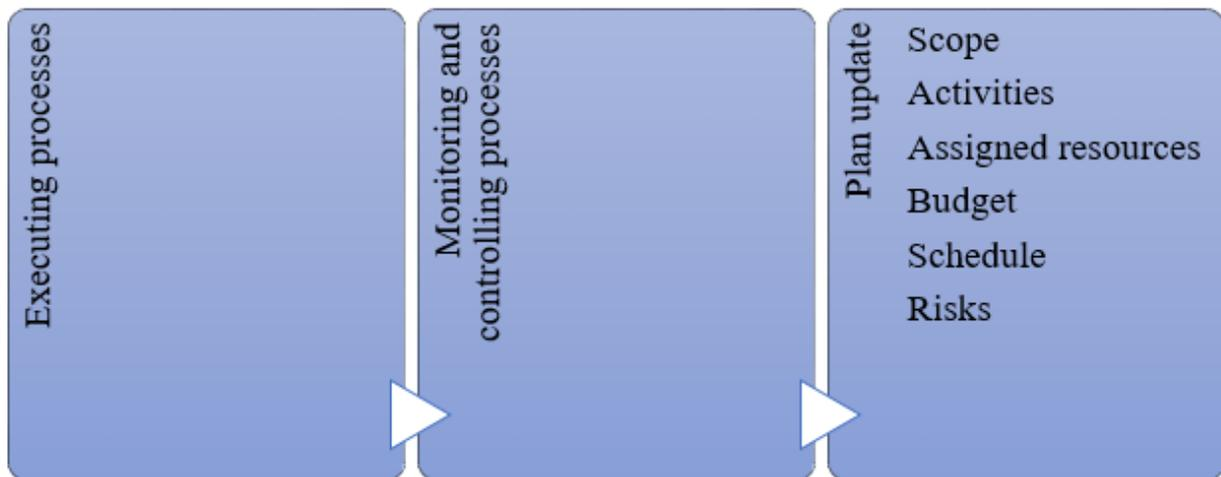 Executing processes
Monitoring and
controlling processes
Plan update
Scope
Activities
Assigned resources
Budget
Schedule
Risks